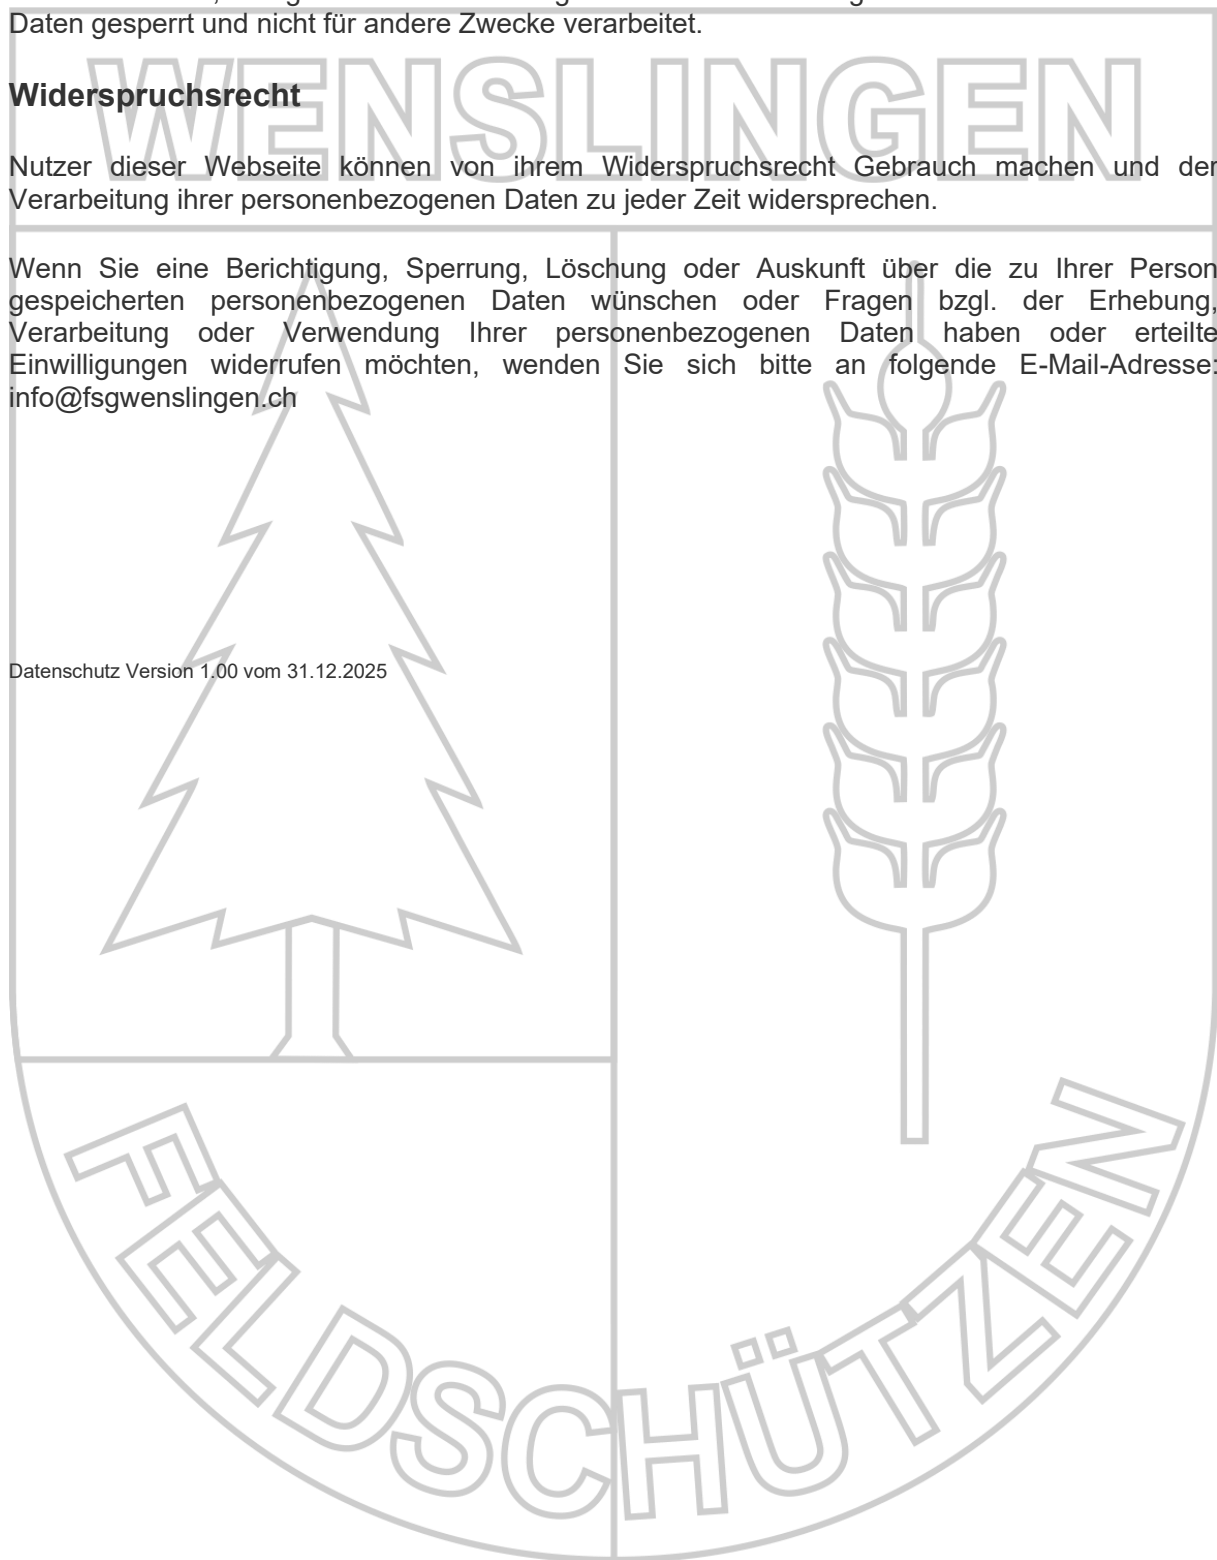 Daten gesperrt und nicht für andere Zwecke verarbeitet.
WENSLINGEN
Widerspruchsrecht
Nutzer dieser Webseite können von ihrem Widerspruchsrecht Gebrauch machen und der
Verarbeitung ihrer personenbezogenen Daten zu jeder Zeit widersprechen.
Wenn Sie eine Berichtigung, Sperrung, Löschung oder Auskunft über die zu Ihrer Person
gespeicherten personenbezogenen Daten wünschen oder Fragen bzgl. der Erhebung,
Verarbeitung oder Verwendung Ihrer personenbezogenen Daten haben oder erteilte
Einwilligungen widerrufen möchten, wenden Sie sich bitte an folgende E-Mail-Adresse:
info@fsgwenslingen.ch
Datenschutz Version 1.00 vom 31.12.2025
FELDSCHÜTZEN